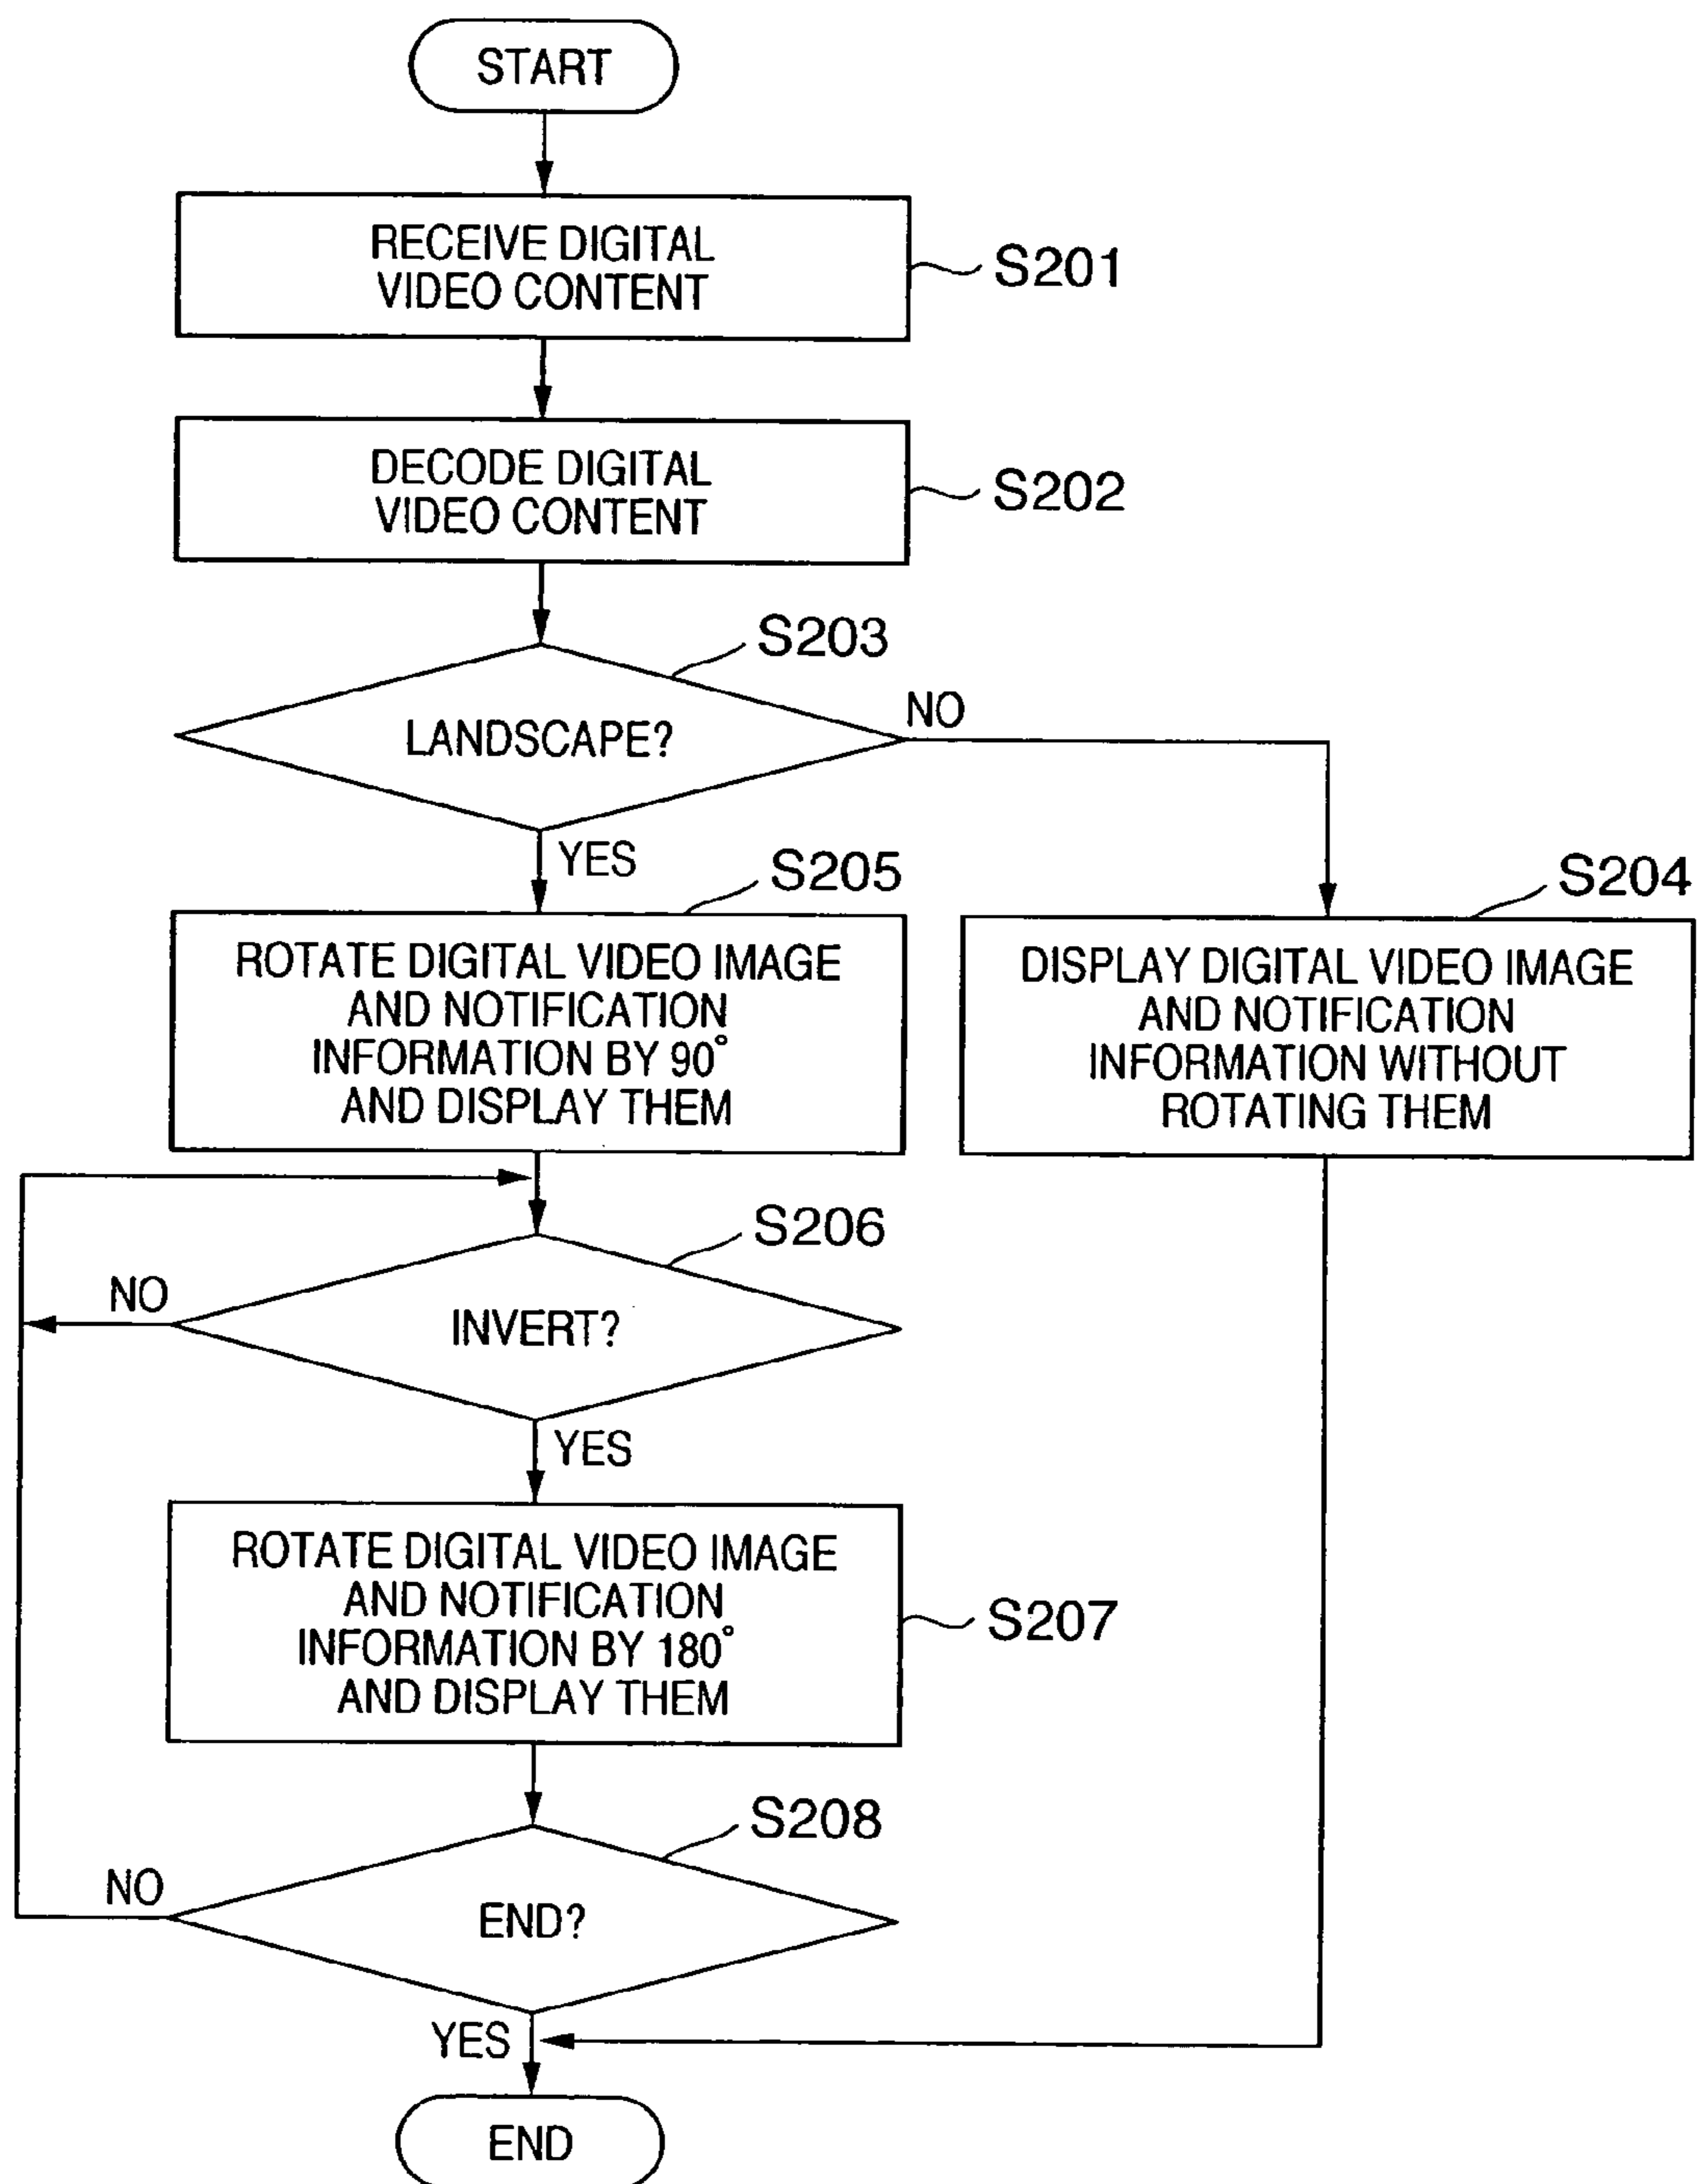 START
RECEIVE DIGITAL
VIDEO CONTENT
S201
DECODE DIGITAL
VIDEO CONTENT
S202
S203
LANDSCAPE?
NO
YES
S205
ROTATE DIGITAL VIDEO IMAGE
AND NOTIFICATION
INFORMATION BY 90°
AND DISPLAY THEM
S204
DISPLAY DIGITAL VIDEO IMAGE
AND NOTIFICATION
INFORMATION WITHOUT
ROTATING THEM
S206
NO
INVERT?
YES
ROTATE DIGITAL VIDEO IMAGE
AND NOTIFICATION
INFORMATION BY 180°
AND DISPLAY THEM
S207
S208
NO
END?
YES
END